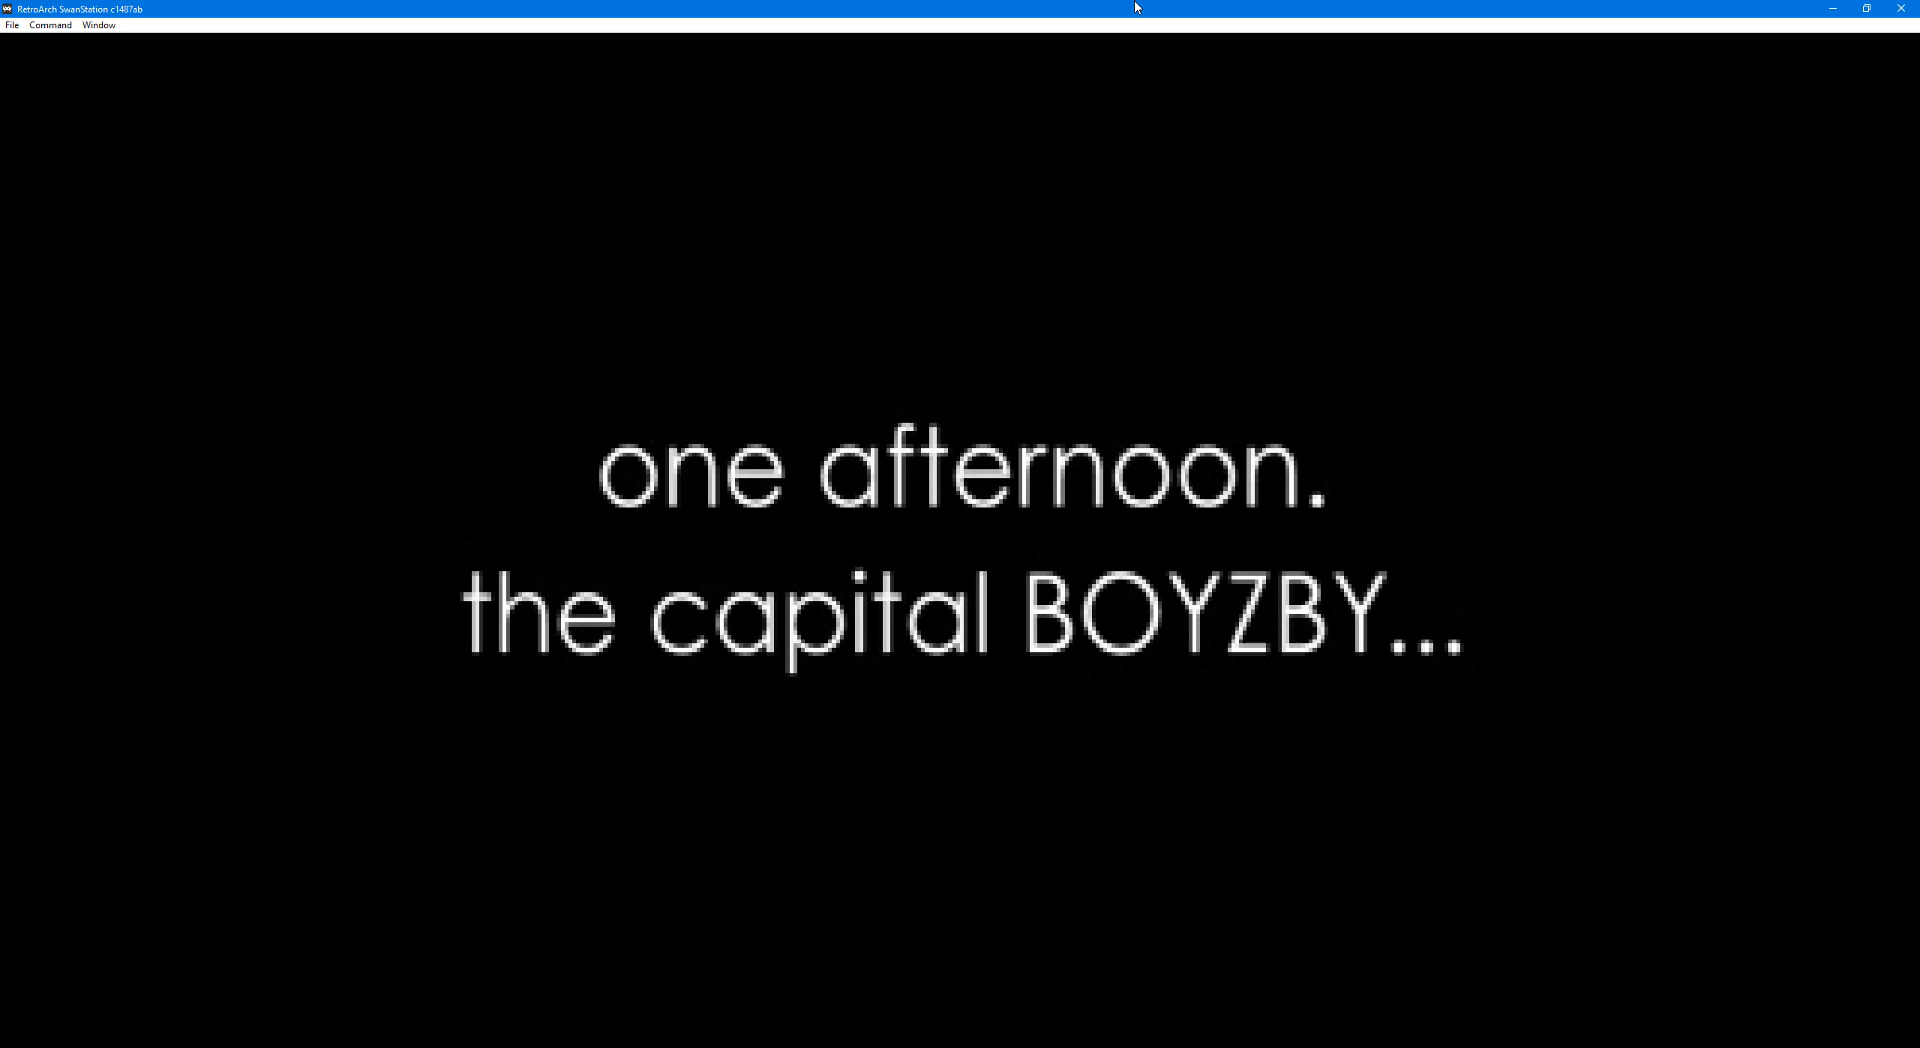 RetroArch SwanStation c1487ab
File Command Window
one afternoon.
the capital BOYZBY...